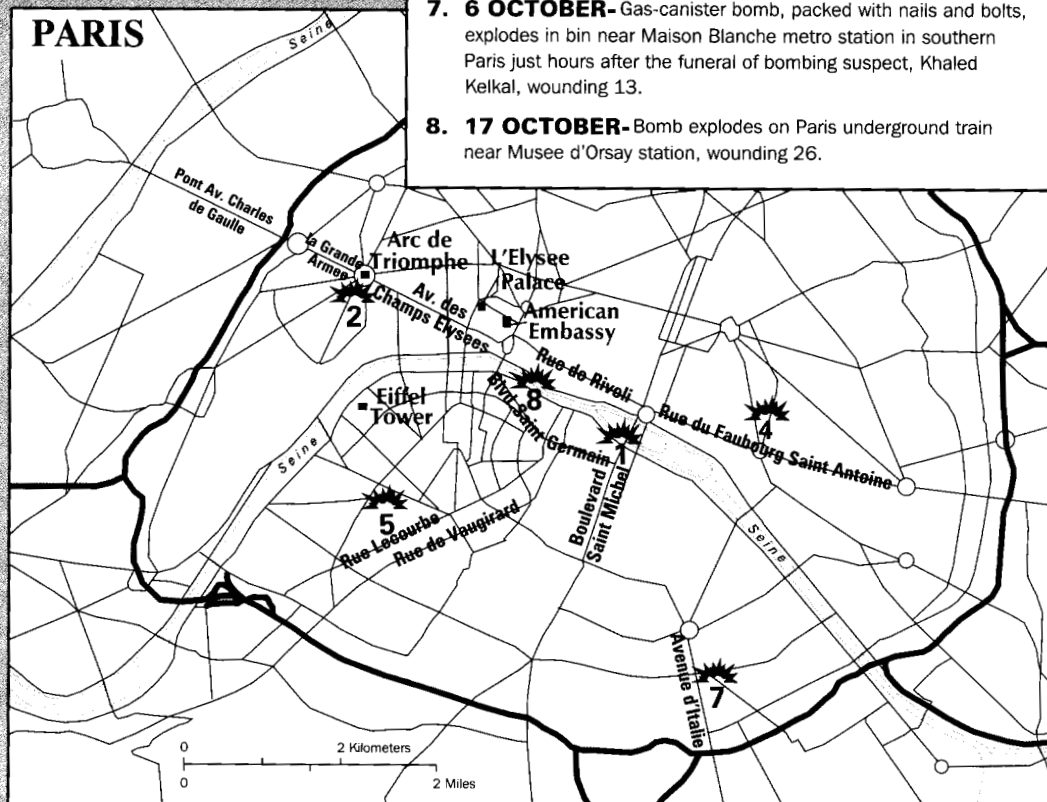 PARIS
7. 6 OCTOBER- Gas-canister bomb, packed with nails and bolts,
explodes in bin near Maison Blanche metro station in southern
Paris just hours after the funeral of bombing suspect, Khaled
Kelkal, wounding 13.
8. 17 OCTOBER- Bomb explodes on Paris underground train
near Musee d'Orsay station, wounding 26.
Seine
Pont Av. Charles
de Gaulle
la Grande
Armee
Arc de
Triomphe
2
L'Elysee
Palace
Av. des
Champs Elysees
American
Embassy
Rue de Rivoli
8
Eiffel
Tower
Blvd Saint Germain
1
Rue du Faubourg Saint Antoine
4
Seine
5
Rue Lecourbe
Rue de Vaugirard
Boulevard
Saint Michel
Seine
Avenue d'Italie
7
0 2 Kilometers
0 2 Miles